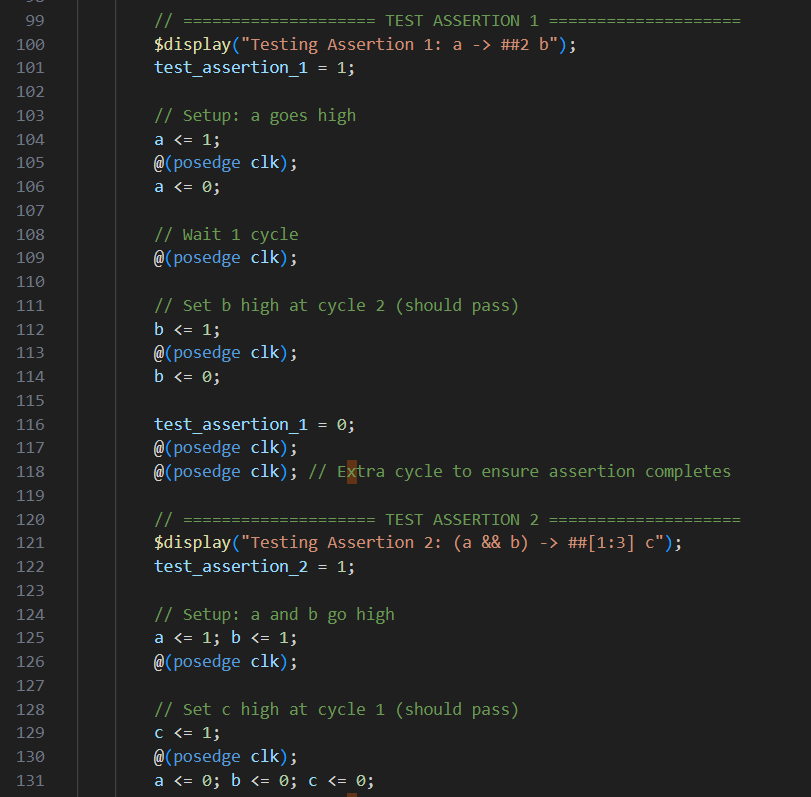 99 // ==================== TEST ASSERTION 1 ====================
100 $display("Testing Assertion 1: a -> ##2 b");
101 test_assertion_1 = 1;
102
103 // Setup: a goes high
104 a <= 1;
105 @(posedge clk);
106 a <= 0;
107
108 // Wait 1 cycle
109 @(posedge clk);
110
111 // Set b high at cycle 2 (should pass)
112 b <= 1;
113 @(posedge clk);
114 b <= 0;
115
116 test_assertion_1 = 0;
117 @(posedge clk);
118 @(posedge clk); // Extra cycle to ensure assertion completes
119
120 // ==================== TEST ASSERTION 2 ====================
121 $display("Testing Assertion 2: (a && b) -> ##[1:3] c");
122 test_assertion_2 = 1;
123
124 // Setup: a and b go high
125 a <= 1; b <= 1;
126 @(posedge clk);
127
128 // Set c high at cycle 1 (should pass)
129 c <= 1;
130 @(posedge clk);
131 a <= 0; b <= 0; c <= 0;